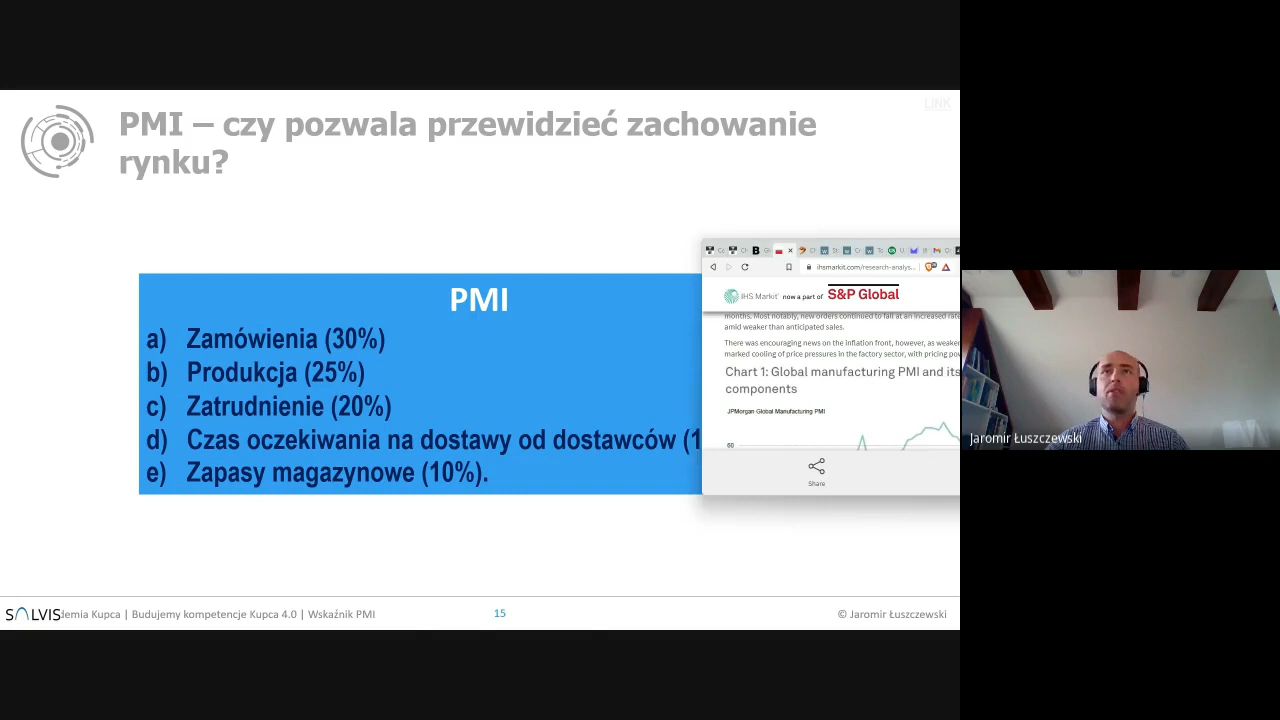 LINK
PMI – czy pozwala przewidzieć zachowanie
rynku?
PMI
a) Zamówienia (30%)
b) Produkcja (25%)
c) Zatrudnienie (20%)
d) Czas oczekiwania na dostawy od dostawców (1
e) Zapasy magazynowe (10%).
ihsmarkit.com/research-analys...
IHS Markit now a part of S&P Global
months. Most notably, new orders continued to fall at an increased rate
amid weaker than anticipated sales.
There was encouraging news on the inflation front, however, as weaker
marked cooling of price pressures in the factory sector, with pricing pow
Chart 1: Global manufacturing PMI and its
components
JPMorgan Global Manufacturing PMI
60
Share
Jaromir Łuszczewski
SALVIS demia Kupca | Budujemy kompetencje Kupca 4.0 | Wskaźnik PMI
15
© Jaromir Łuszczewski